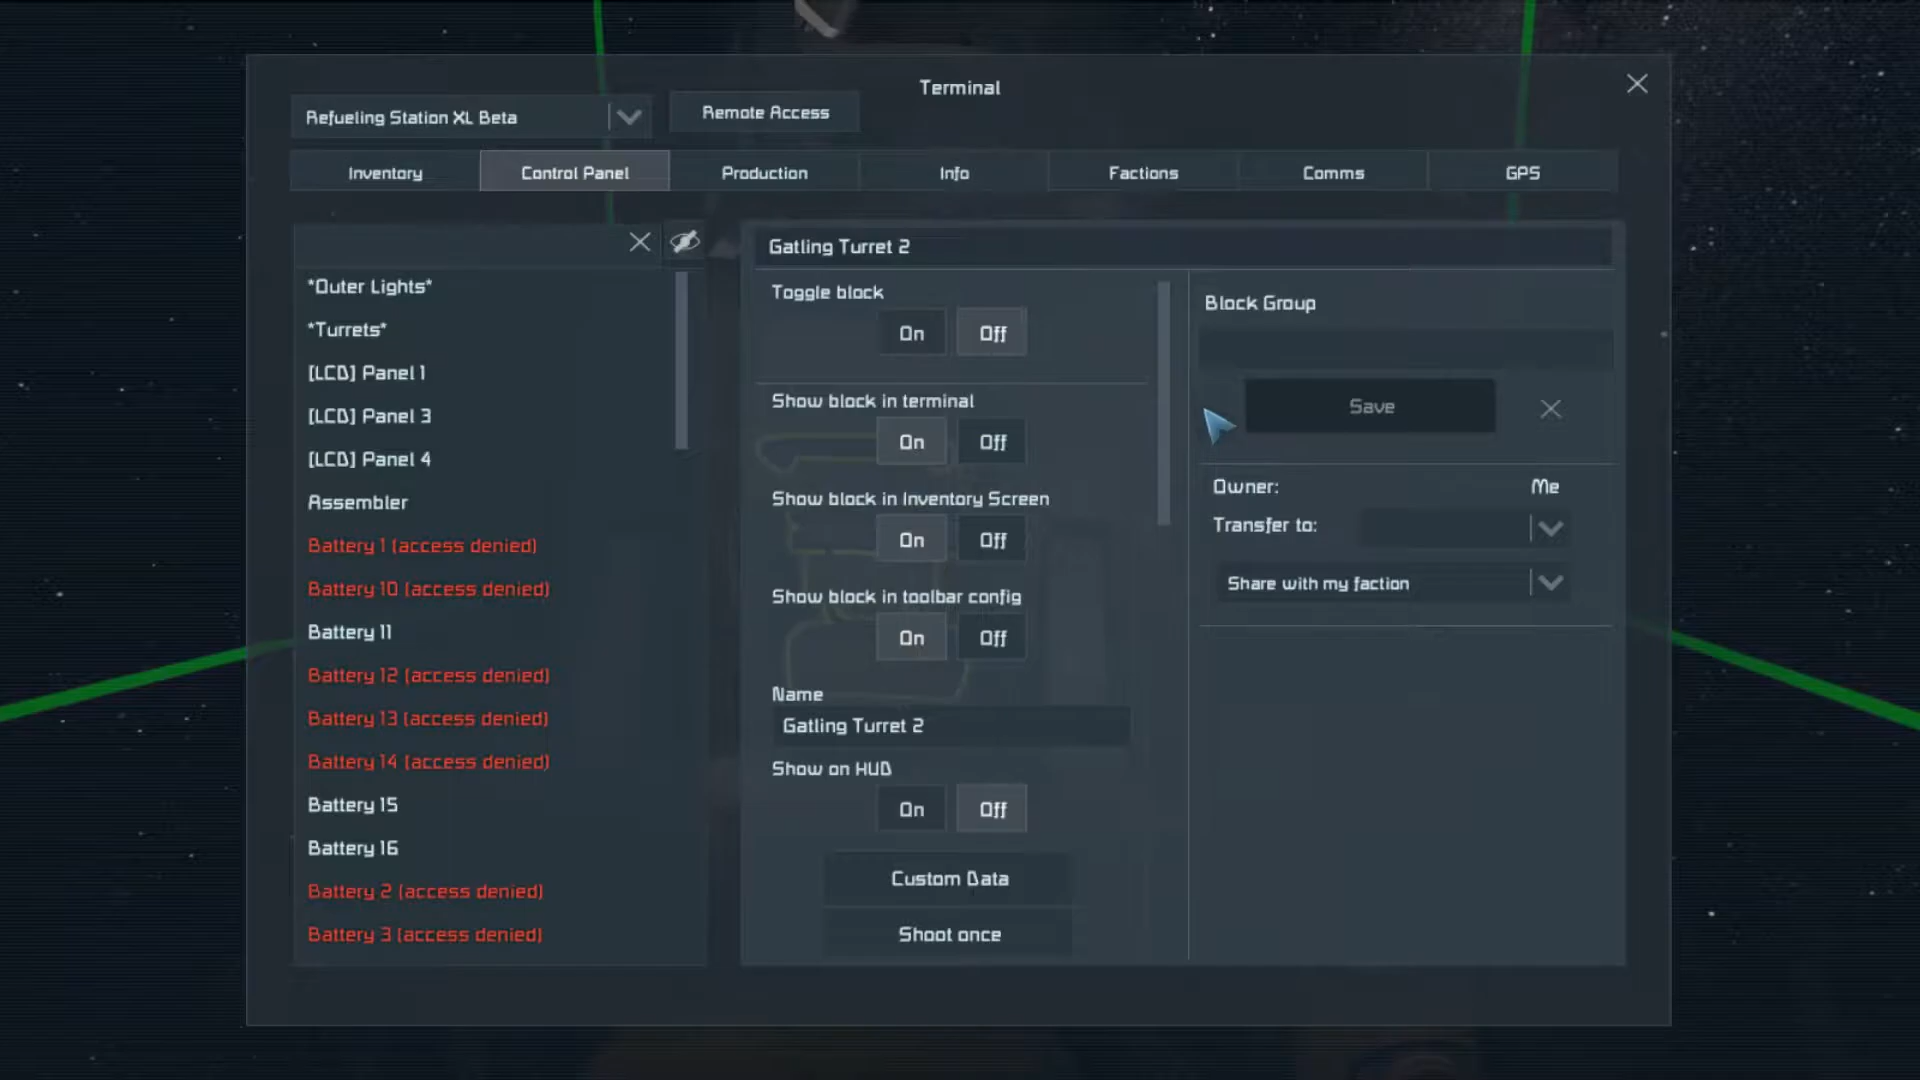 Terminal
Refueling Station XL Beta
Remote Access
Inventory
Control Panel
Production
Info
Factions
Comms
GPS
*Outer Lights*
*Turrets*
[LCD] Panel 1
[LCD] Panel 3
[LCD] Panel 4
Assembler
Battery 1 (access denied)
Battery 10 (access denied)
Battery 11
Battery 12 (access denied)
Battery 13 (access denied)
Battery 14 (access denied)
Battery 15
Battery 16
Battery 2 (access denied)
Battery 3 (access denied)
Gatling Turret 2
Toggle block
On Off
Show block in terminal
On Off
Show block in Inventory Screen
On Off
Show block in toolbar config
On Off
Name
Gatling Turret 2
Show on HUD
On Off
Custom Data
Shoot once
Block Group
Save
Owner: Me
Transfer to:
Share with my faction